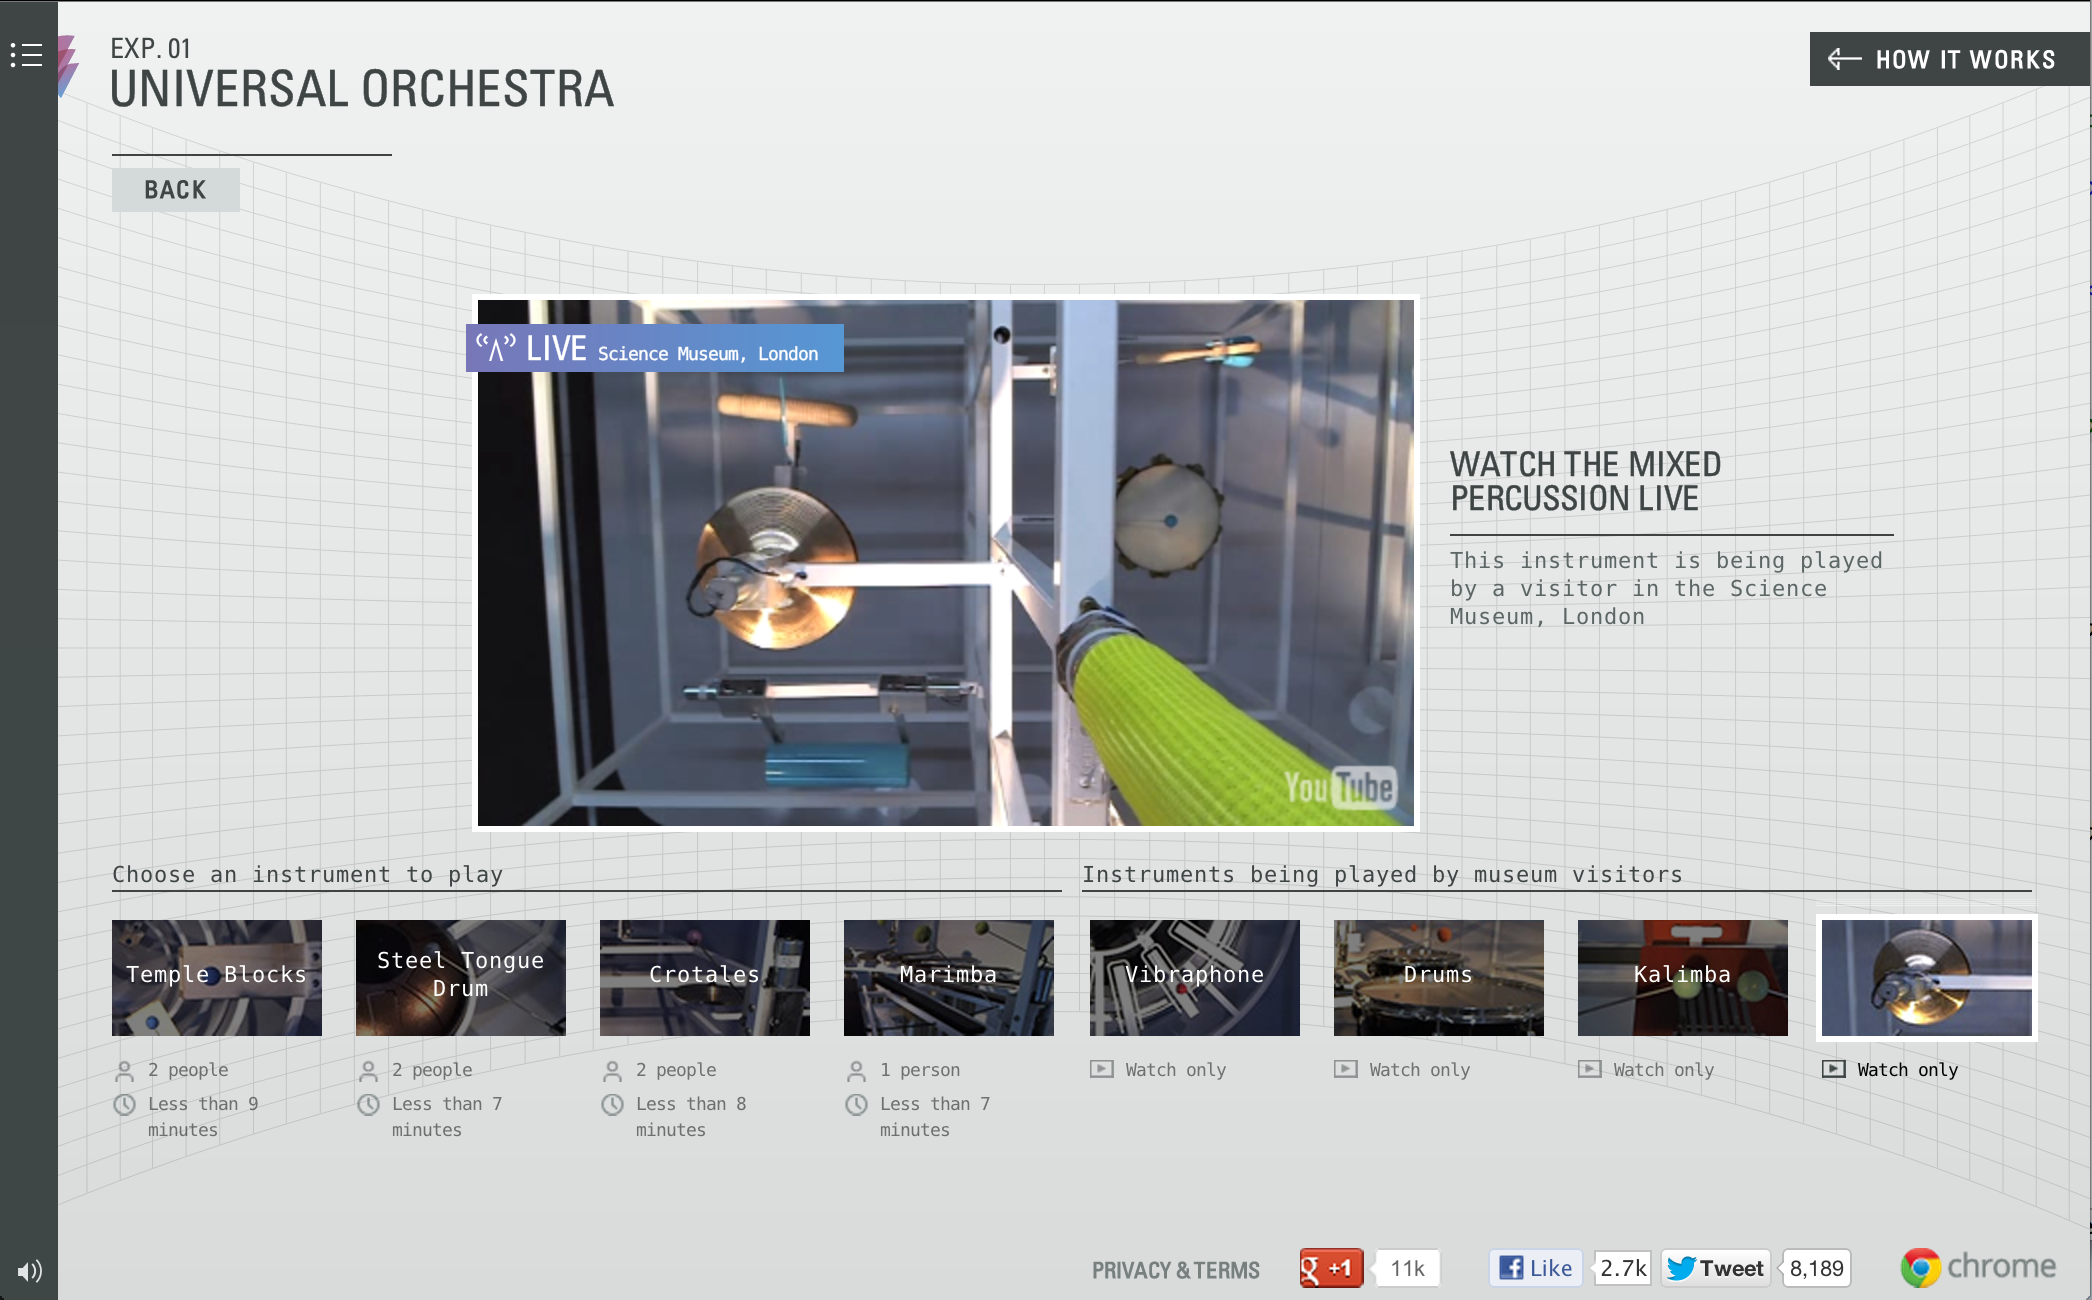 EXP. 01
UNIVERSAL ORCHESTRA
HOW IT WORKS
BACK
LIVE Science Museum, London
YouTube
WATCH THE MIXED
PERCUSSION LIVE
This instrument is being played
by a visitor in the Science
Museum, London
Choose an instrument to play
Instruments being played by museum visitors
Temple Blocks
Steel Tongue
Drum
Crotales
Marimba
Vibraphone
Drums
Kalimba
2 people
Less than 9
minutes
2 people
Less than 7
minutes
2 people
Less than 8
minutes
1 person
Less than 7
minutes
Watch only
Watch only
Watch only
Watch only
PRIVACY & TERMS
g +1
11k
f Like
2.7k
Tweet
8,189
chrome